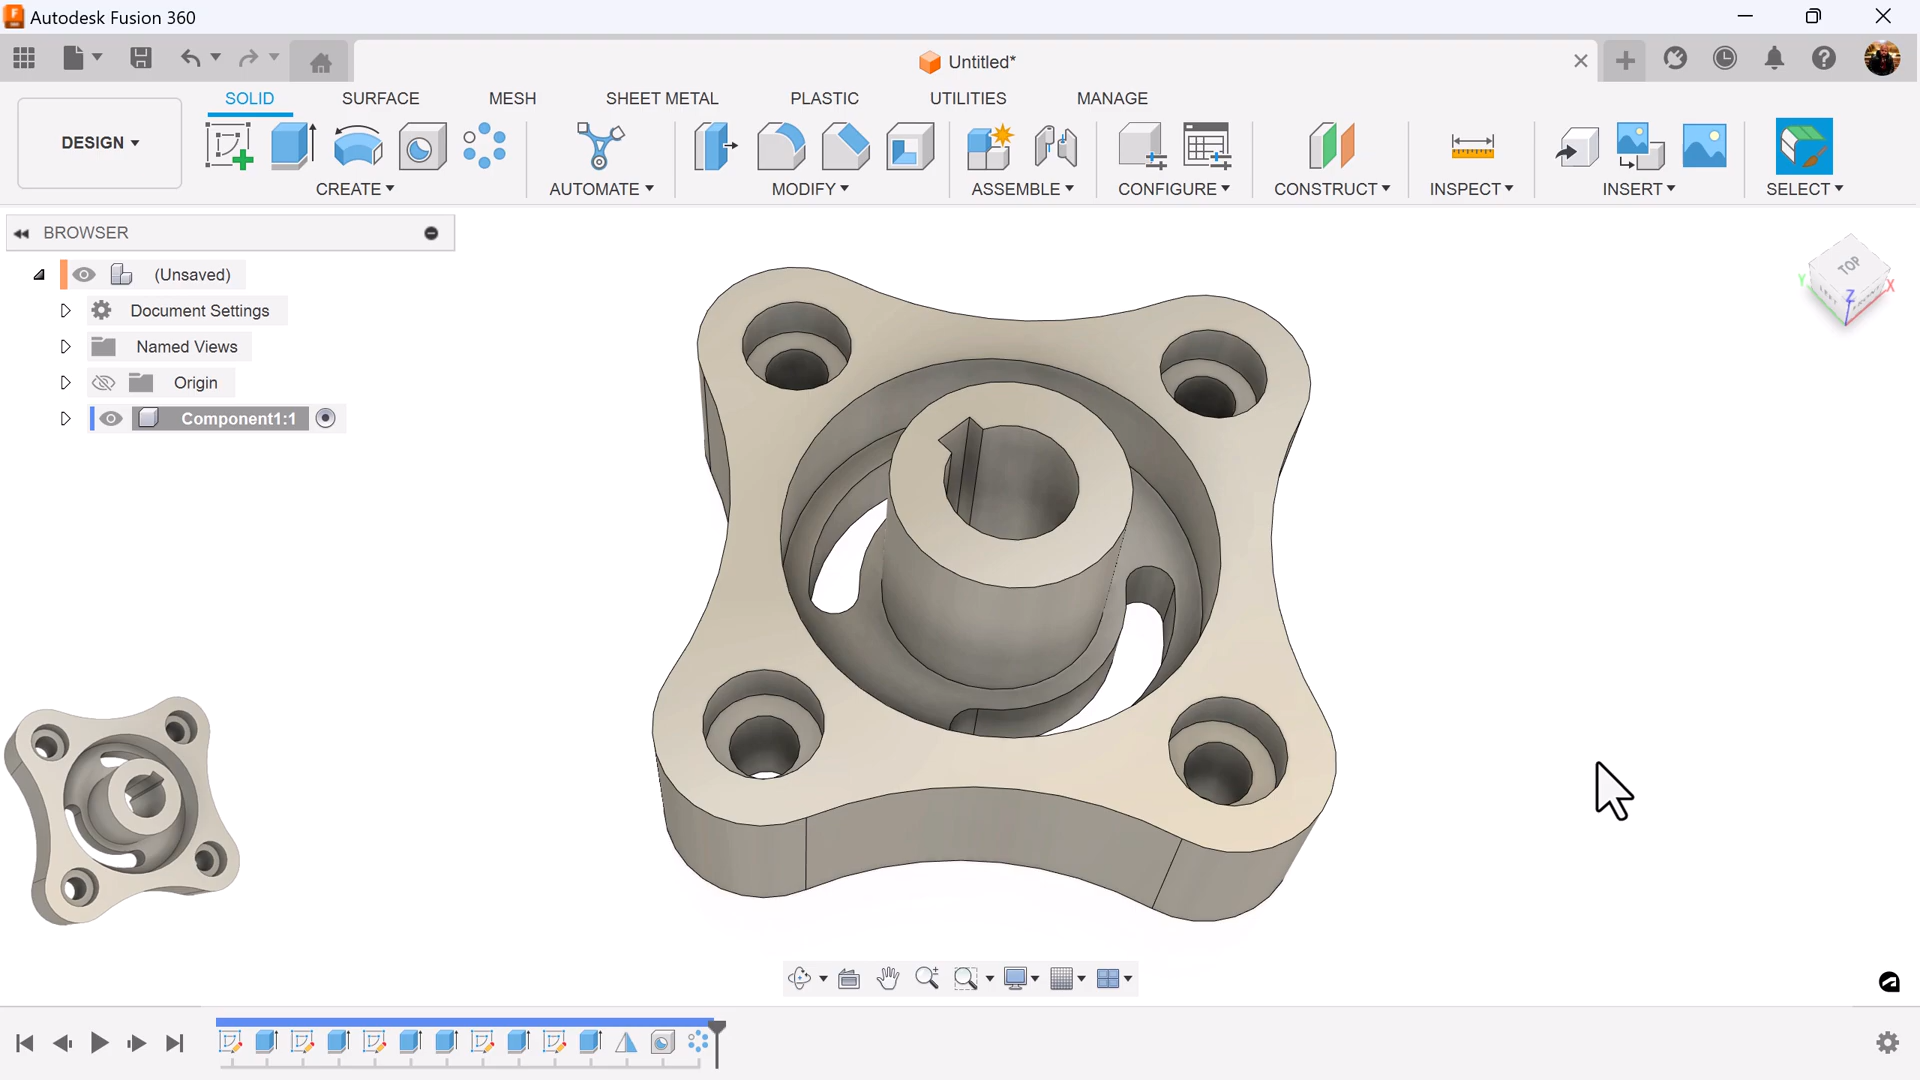 Autodesk Fusion 360
Untitled*
SOLID SURFACE MESH SHEET METAL PLASTIC UTILITIES MANAGE
DESIGN
CREATE AUTOMATE MODIFY ASSEMBLE CONFIGURE CONSTRUCT INSPECT INSERT SELECT
BROWSER
(Unsaved)
Document Settings
Named Views
Origin
Component1:1
TOP
Y
Z
X